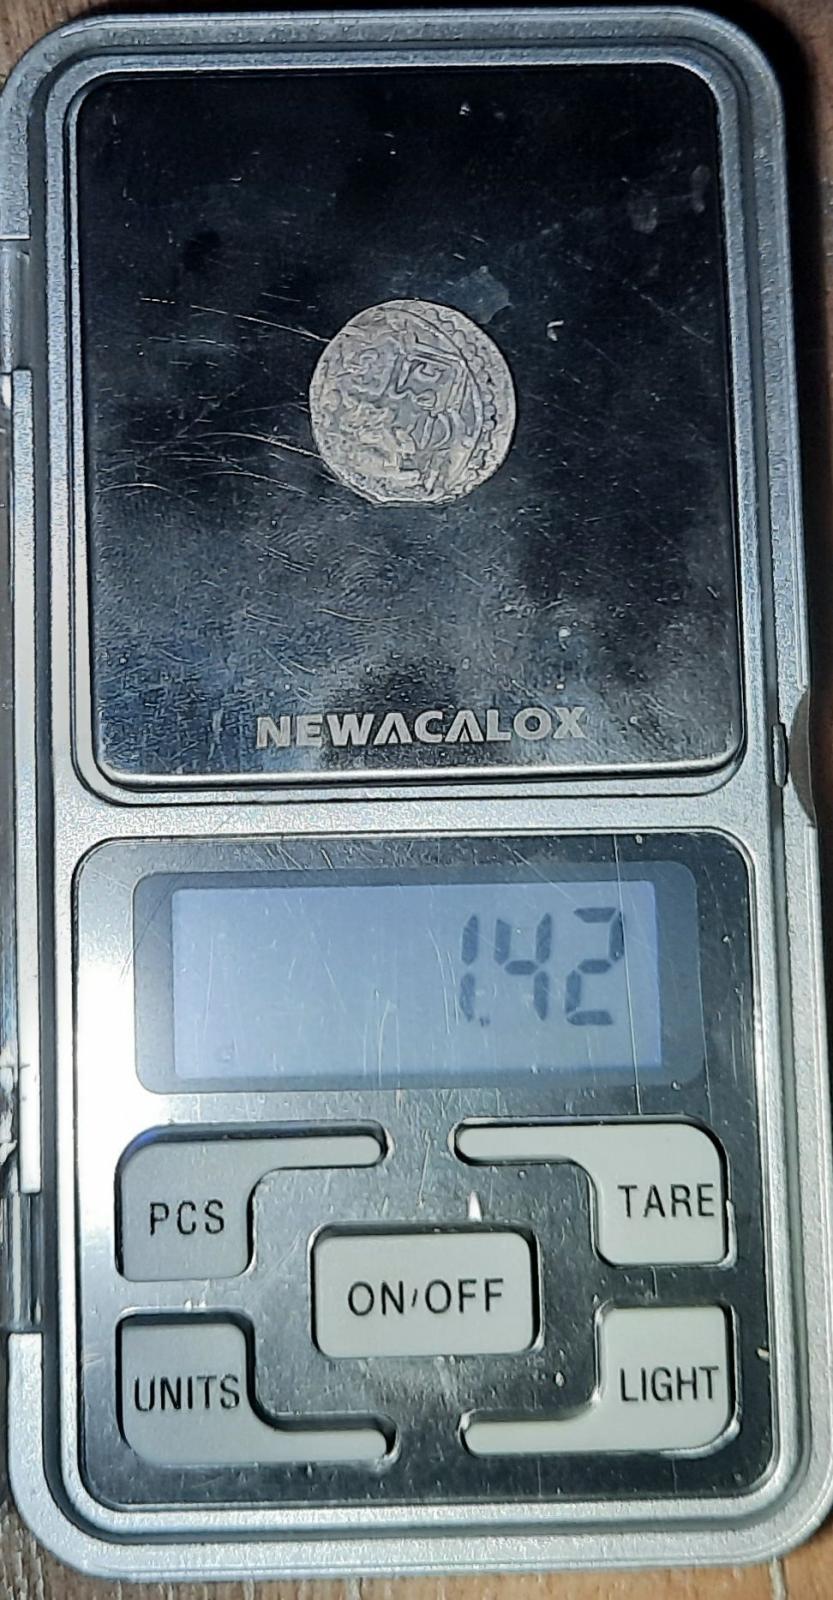 NEWACALOX
1.42
PCS
TARE
ON/OFF
UNITS
LIGHT